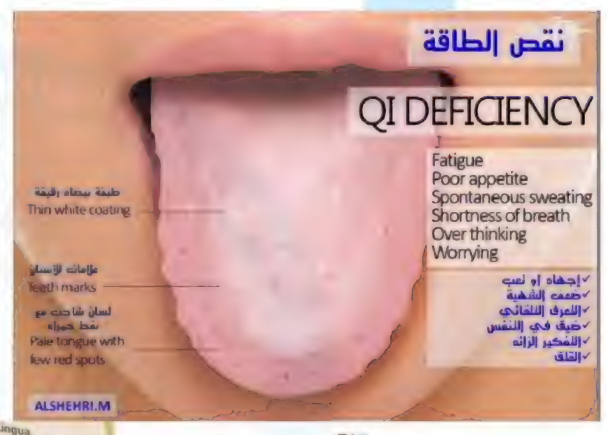 نقص الطاقة
QI DEFICIENCY
Fatigue
Poor appetite
Spontaneous sweating
Shortness of breath
Over thinking
Worrying
✓إجهاد او تعب
✓ضعف الشهية
✓التعرق التلقائي
✓ضيق في التنفس
✓التفكير الزائد
✓القلق
طبقة بيضاء رقيقة
Thin white coating
علامات الأسنان
Teeth marks
لسان شاحب مع
نقط حمراء
Pale tongue with
few red spots
ALSHEHRI.M